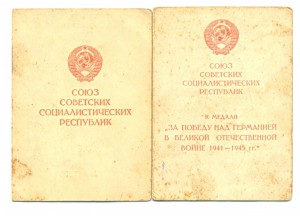 СОЮЗ
СОВЕТСКИХ
СОЦИАЛИСТИЧЕСКИХ
РЕСПУБЛИК
СОЮЗ
СОВЕТСКИХ
СОЦИАЛИСТИЧЕСКИХ
РЕСПУБЛИК
К МЕДАЛИ
„ЗА ПОБЕДУ НАД ГЕРМАНИЕЙ
В ВЕЛИКОЙ ОТЕЧЕСТВЕННОЙ
ВОЙНЕ 1941—1945 гг.“